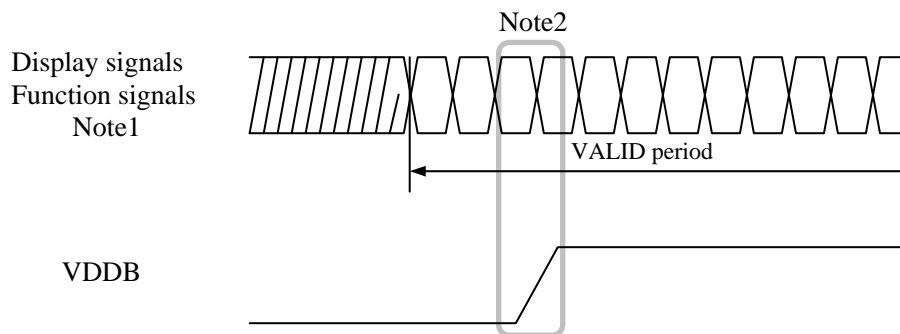 Note2
Display signals
Function signals
Note1
VALID period
VDDB